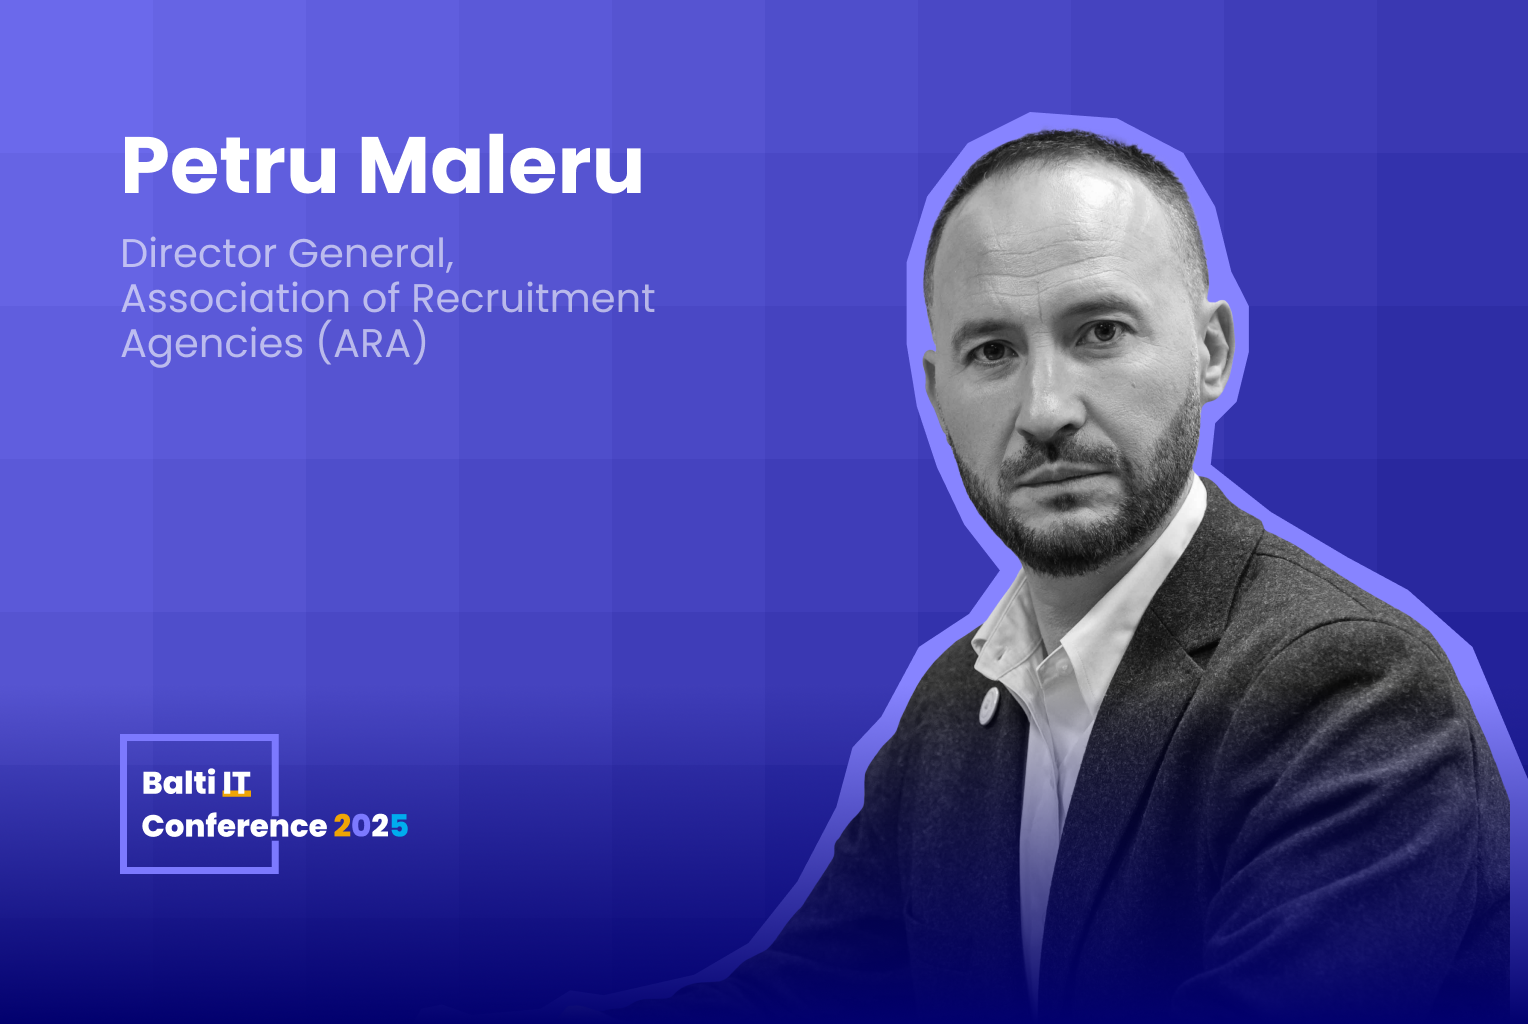 Petru Maleru
Director General,
Association of Recruitment
Agencies (ARA)
Balti IT
Conference 2025